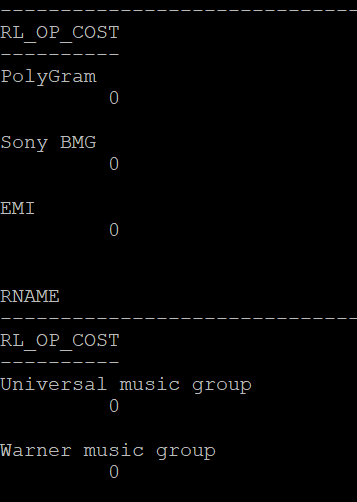 ------------------------------
RL_OP_COST
----------
PolyGram
         0
Sony BMG
         0
EMI
         0
RNAME
------------------------------
RL_OP_COST
----------
Universal music group
         0
Warner music group
         0